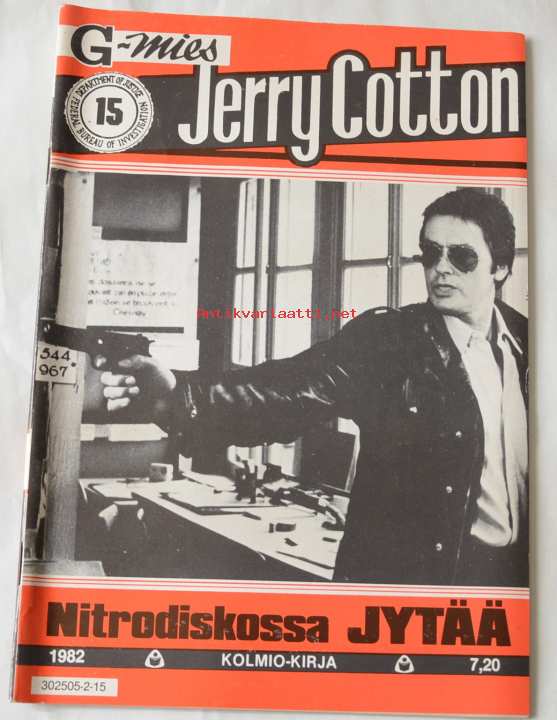 G-mies
Jerry Cotton
DEPARTMENT OF JUSTICE
15
FEDERAL BUREAU OF INVESTIGATION
Antikvariaatti.net
544
967
Nitrodiskossa JYTÄÄ
1982 KOLMIO-KIRJA 7,20
302505-2-15